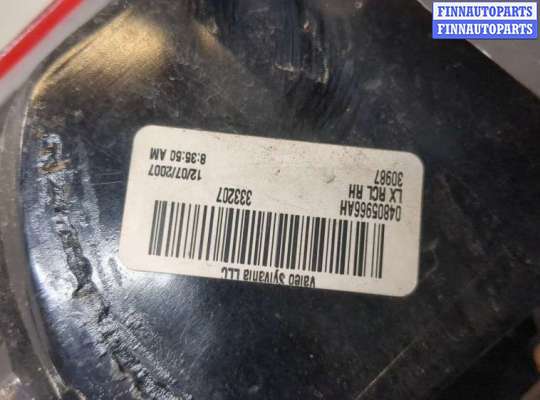 FINNAUTOPARTS
FINNAUTOPARTS
Valeo Sylvania LLC
04805966AH
333207
LX RCL RH
12/07/2007
30987
8:35:50 AM